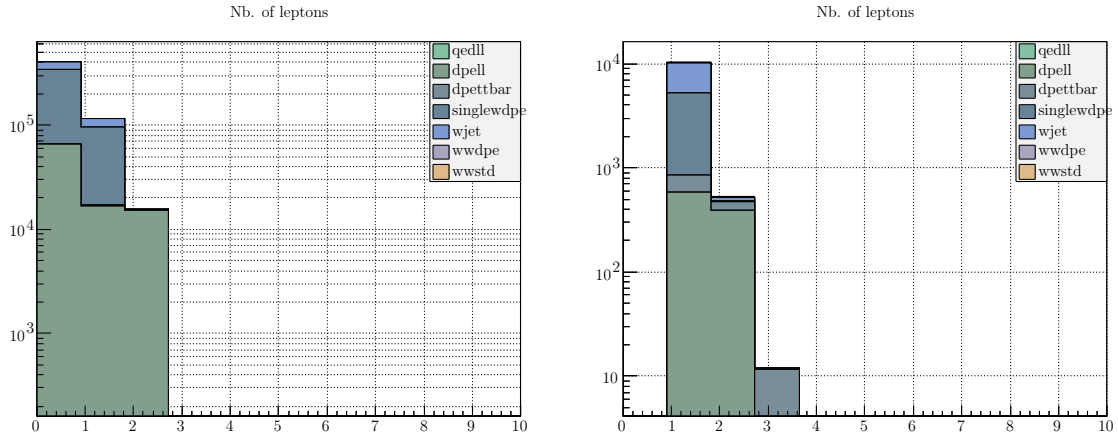 Nb. of leptons
10^5
10^4
10^3
0 1 2 3 4 5 6 7 8 9 10
qedll
dpell
dpettbar
singlewdpe
wjet
wwdpe
wwstd
Nb. of leptons
10^4
10^3
10^2
10
0 1 2 3 4 5 6 7 8 9 10
qedll
dpell
dpettbar
singlewdpe
wjet
wwdpe
wwstd